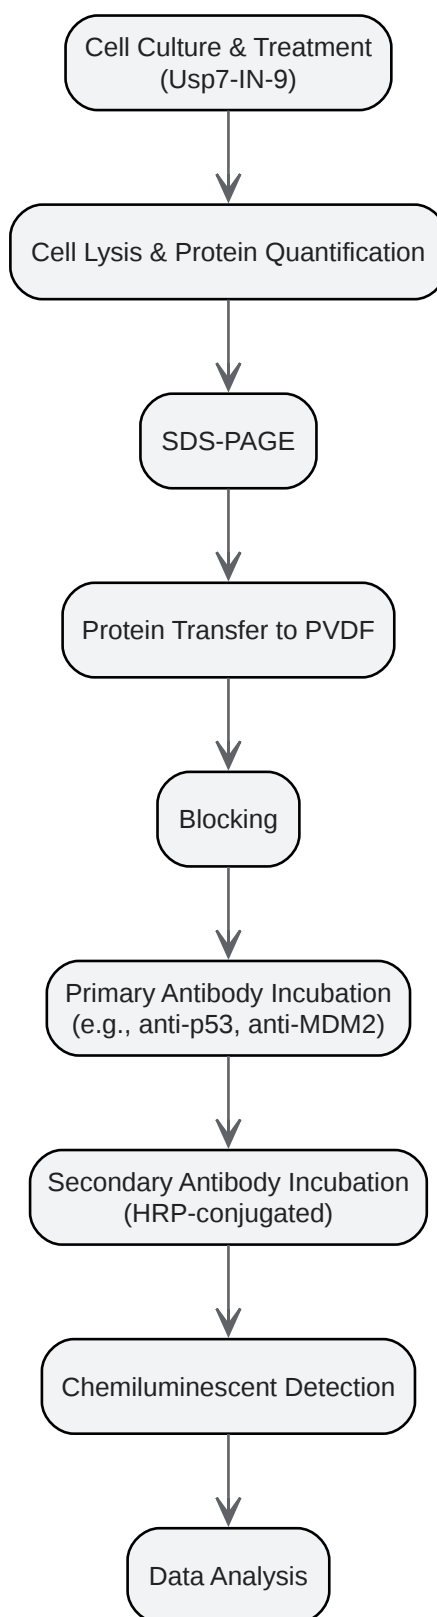 Cell Culture & Treatment
(Usp7-IN-9)
Cell Lysis & Protein Quantification
SDS-PAGE
Protein Transfer to PVDF
Blocking
Primary Antibody Incubation
(e.g., anti-p53, anti-MDM2)
Secondary Antibody Incubation
(HRP-conjugated)
Chemiluminescent Detection
Data Analysis